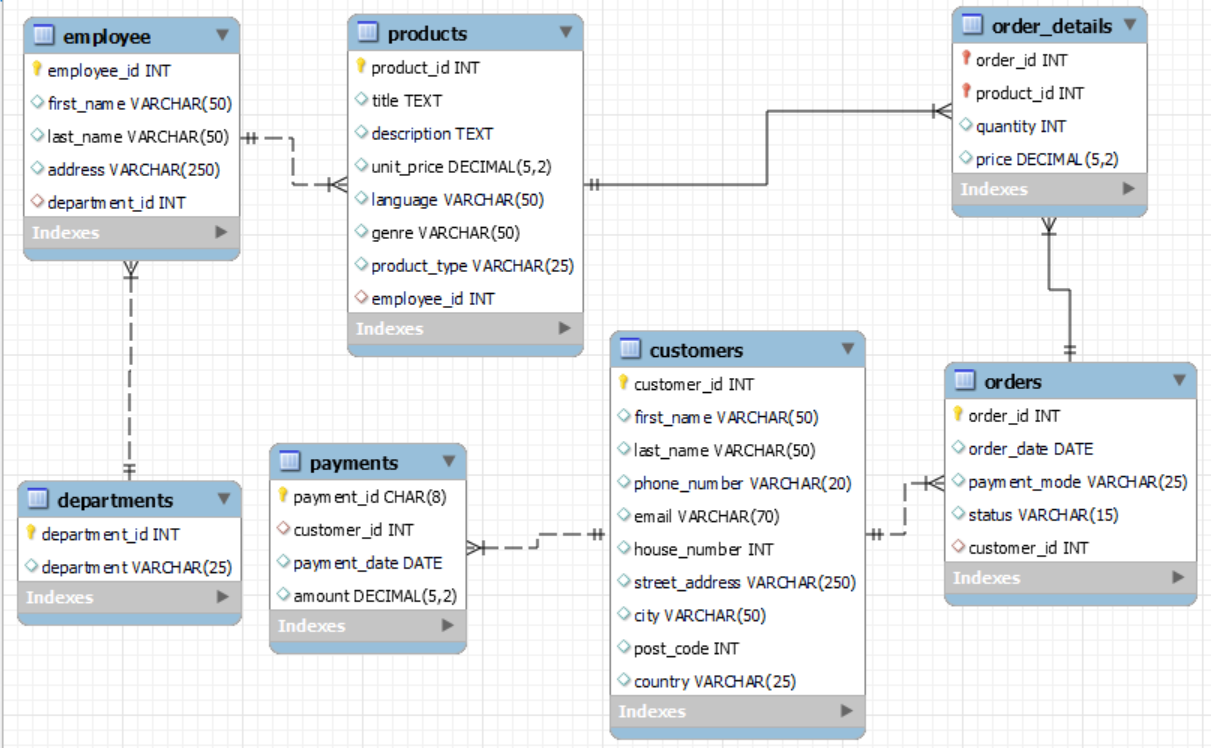 employee
employee_id INT
first_name VARCHAR(50)
last_name VARCHAR(50)
address VARCHAR(250)
department_id INT
Indexes
products
product_id INT
title TEXT
description TEXT
unit_price DECIMAL(5,2)
language VARCHAR(50)
genre VARCHAR(50)
product_type VARCHAR(25)
employee_id INT
Indexes
order_details
order_id INT
product_id INT
quantity INT
price DECIMAL(5,2)
Indexes
departments
department_id INT
department VARCHAR(25)
Indexes
payments
payment_id CHAR(8)
customer_id INT
payment_date DATE
amount DECIMAL(5,2)
Indexes
customers
customer_id INT
first_name VARCHAR(50)
last_name VARCHAR(50)
phone_number VARCHAR(20)
email VARCHAR(70)
house_number INT
street_address VARCHAR(250)
city VARCHAR(50)
post_code INT
country VARCHAR(25)
Indexes
orders
order_id INT
order_date DATE
payment_mode VARCHAR(25)
status VARCHAR(15)
customer_id INT
Indexes